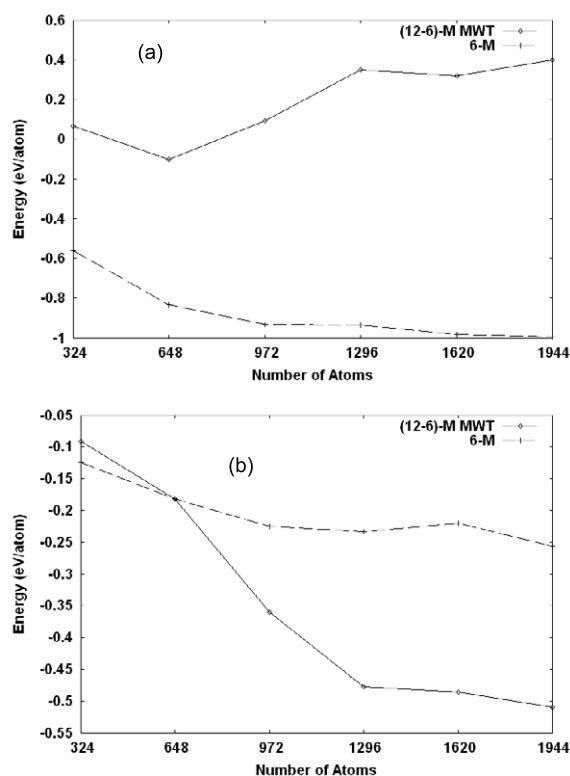 (a)
(12-6)-M MWT
6-M
Energy (eV/atom)
0.6
0.4
0.2
0
-0.2
-0.4
-0.6
-0.8
-1
324 648 972 1296 1620 1944
Number of Atoms
(b)
(12-6)-M MWT
6-M
Energy (eV/atom)
-0.05
-0.1
-0.15
-0.2
-0.25
-0.3
-0.35
-0.4
-0.45
-0.5
-0.55
324 648 972 1296 1620 1944
Number of Atoms